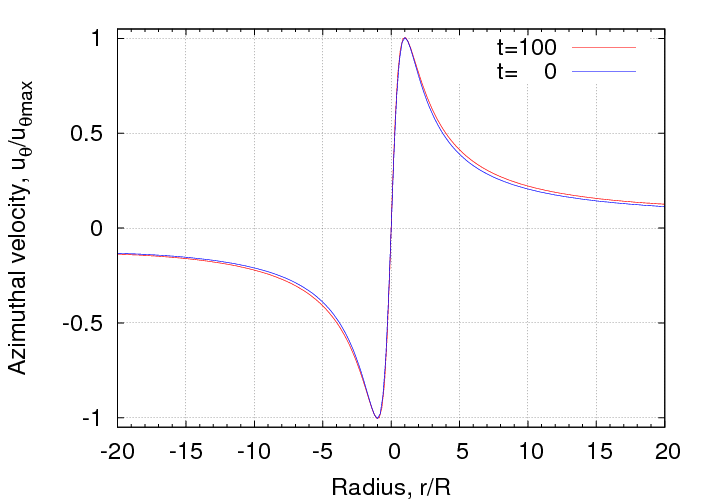 t=100
t= 0
1
0.5
0
-0.5
-1
Azimuthal velocity, uθ/uθmax
-20 -15 -10 -5 0 5 10 15 20
Radius, r/R